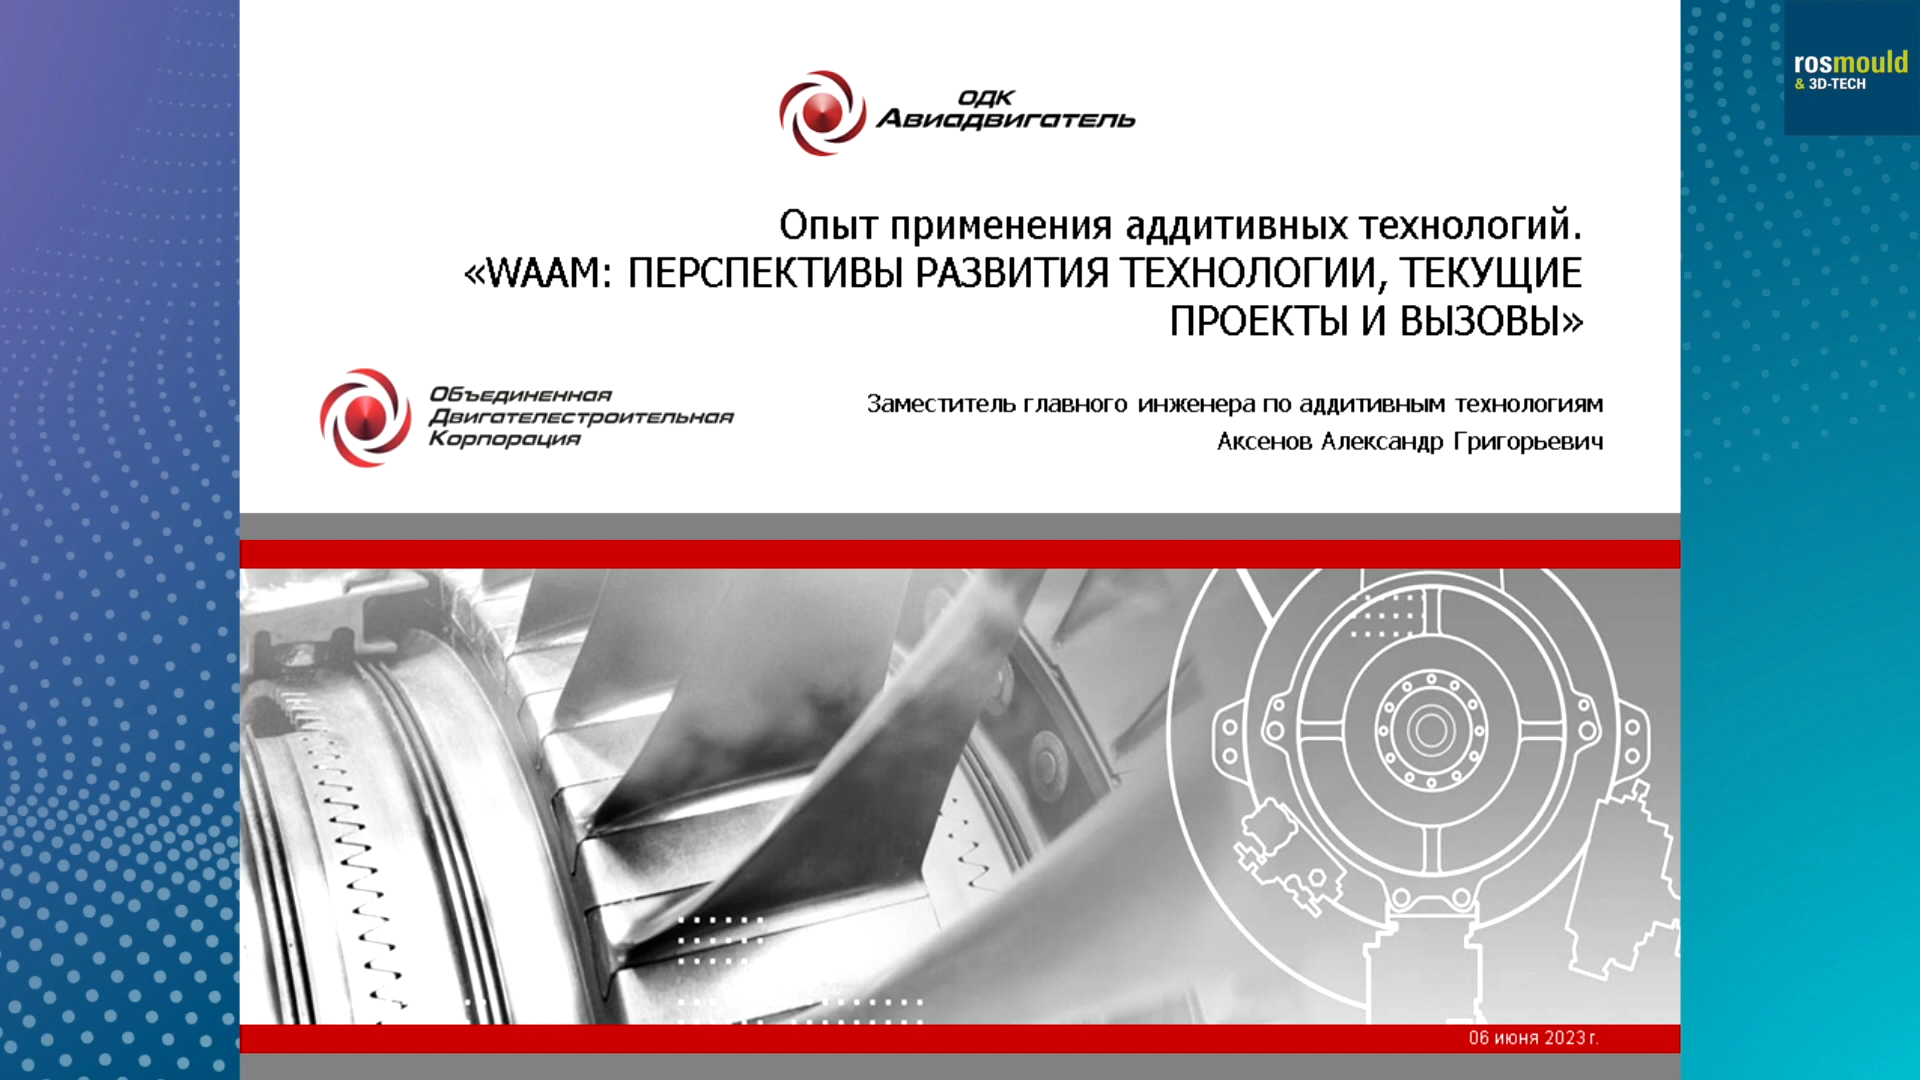 rosmould
& 3D-TECH
ОДК
Авиадвигатель
Опыт применения аддитивных технологий.
«WAAM: ПЕРСПЕКТИВЫ РАЗВИТИЯ ТЕХНОЛОГИИ, ТЕКУЩИЕ
ПРОЕКТЫ И ВЫЗОВЫ»
Объединенная
Двигателестроительная
Корпорация
Заместитель главного инженера по аддитивным технологиям
Аксенов Александр Григорьевич
06 июня 2023 г.